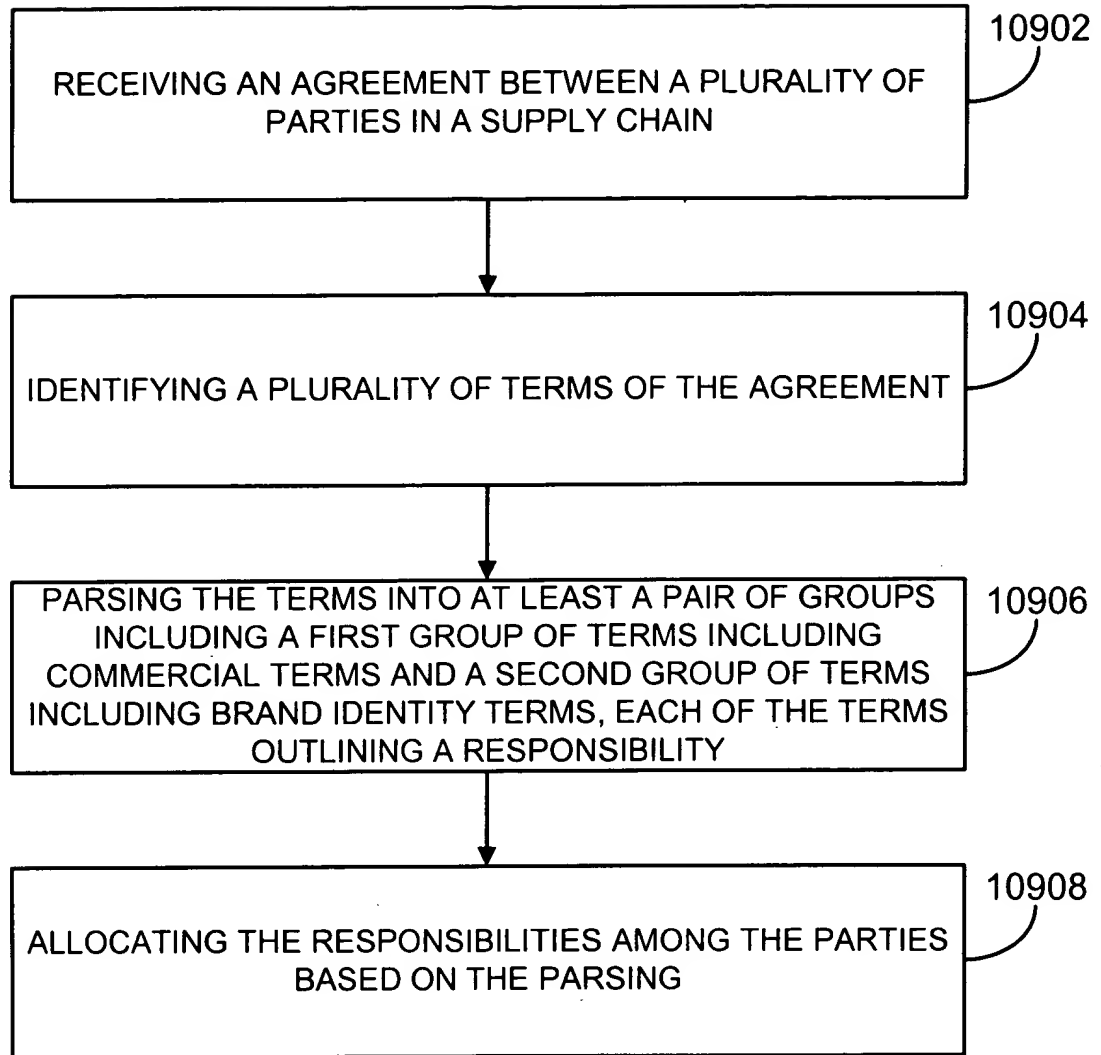 10902
RECEIVING AN AGREEMENT BETWEEN A PLURALITY OF
PARTIES IN A SUPPLY CHAIN
10904
IDENTIFYING A PLURALITY OF TERMS OF THE AGREEMENT
10906
PARSING THE TERMS INTO AT LEAST A PAIR OF GROUPS
INCLUDING A FIRST GROUP OF TERMS INCLUDING
COMMERCIAL TERMS AND A SECOND GROUP OF TERMS
INCLUDING BRAND IDENTITY TERMS, EACH OF THE TERMS
OUTLINING A RESPONSIBILITY
10908
ALLOCATING THE RESPONSIBILITIES AMONG THE PARTIES
BASED ON THE PARSING